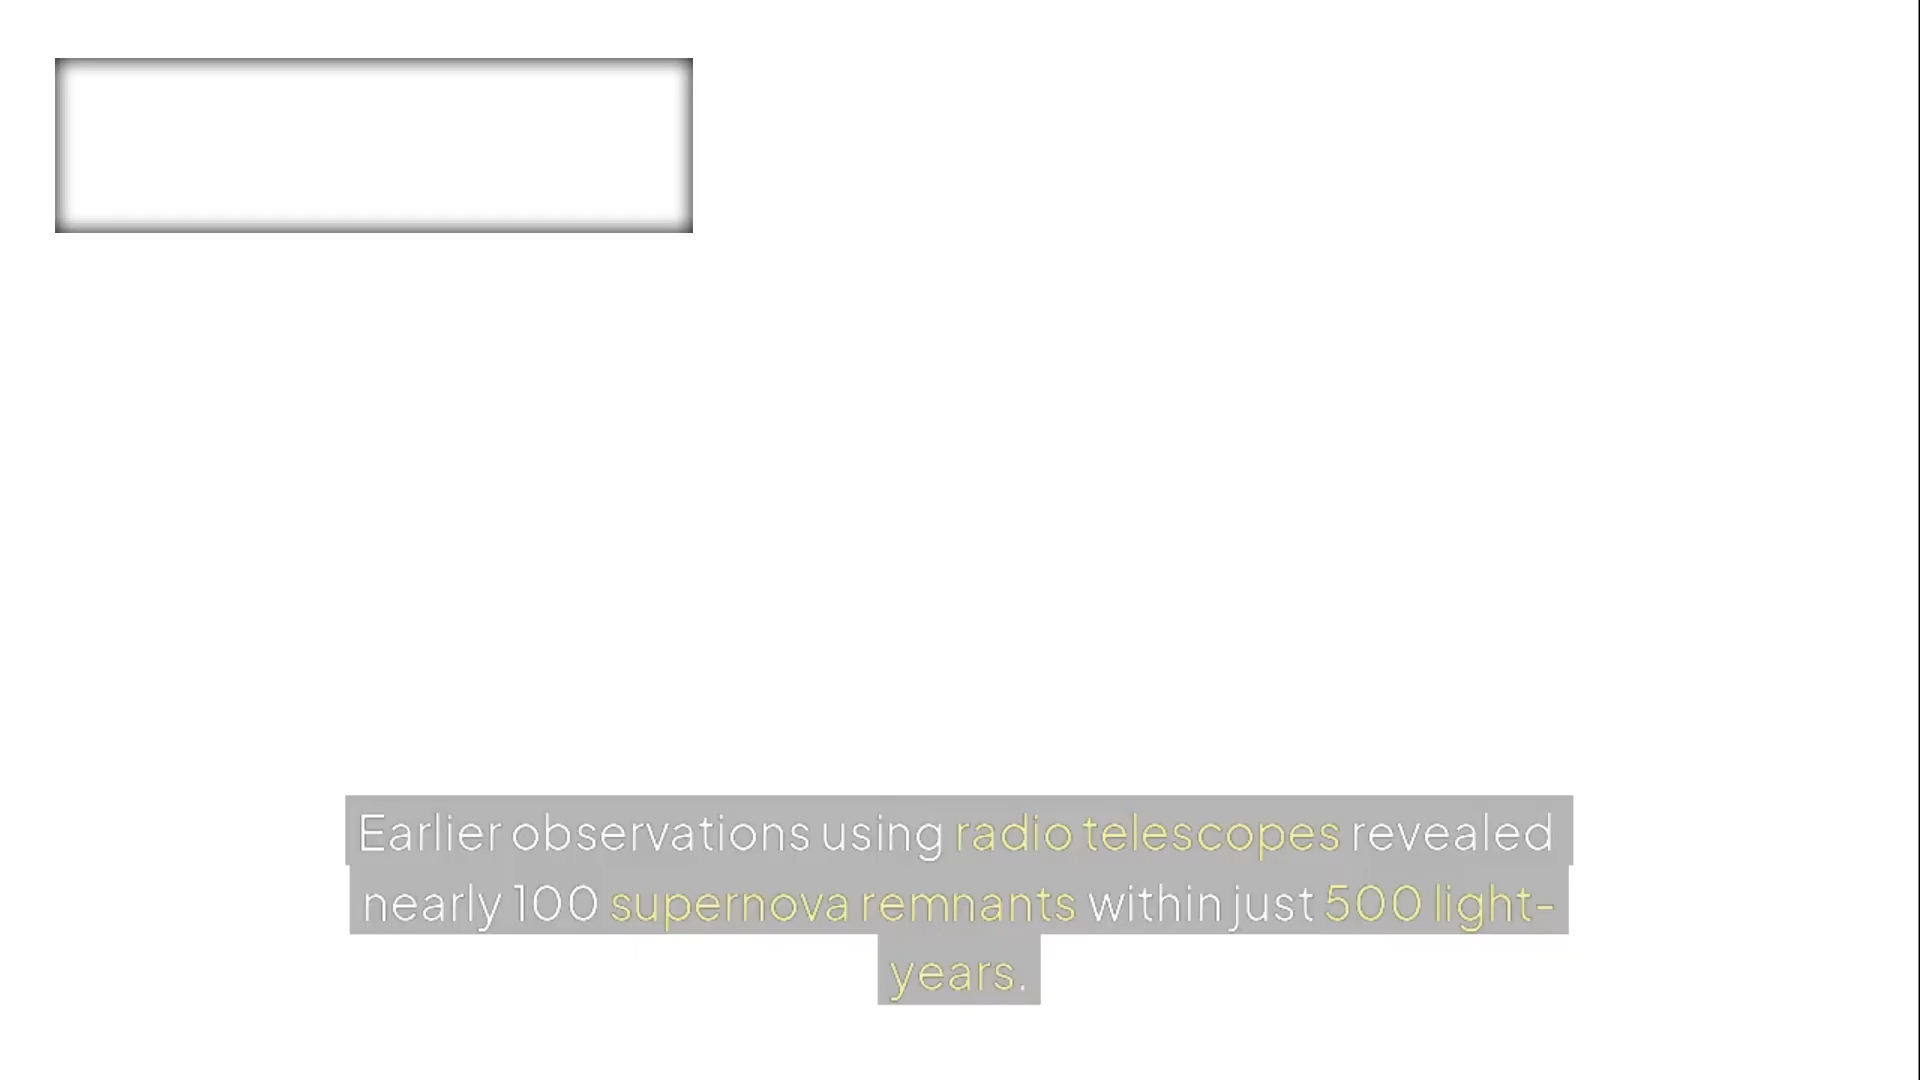 Earlier observations using radio telescopes revealed
nearly 100 supernova remnants within just 500 light-
years.